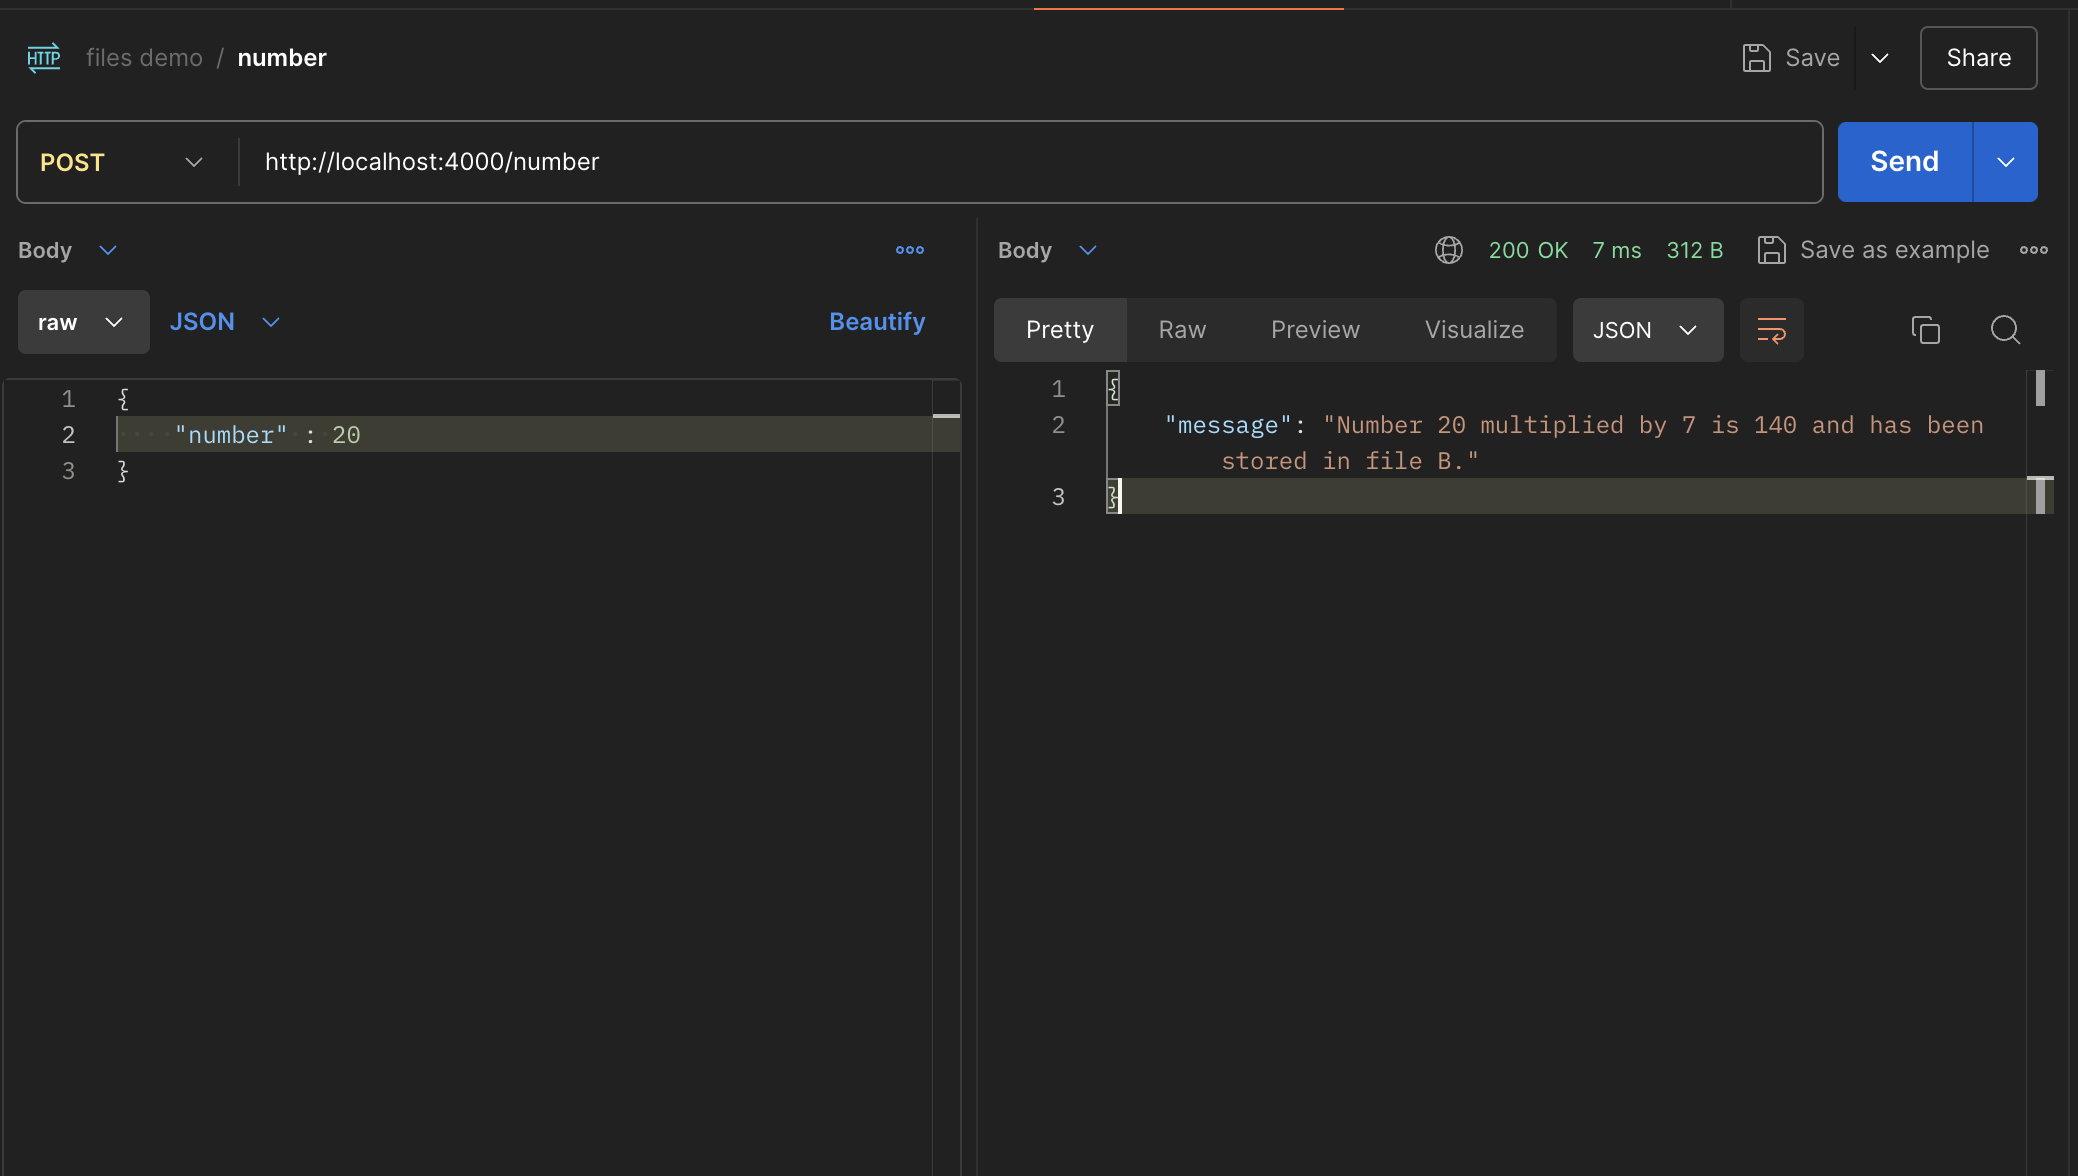 HTTP files demo / number
Save
Share
POST
http://localhost:4000/number
Send
Body
raw
JSON
Beautify
1 {
2 "number" : 20
3 }
Body
200 OK 7 ms 312 B
Save as example
Pretty Raw Preview Visualize
JSON
1 {
2 "message": "Number 20 multiplied by 7 is 140 and has been
stored in file B."
3 }